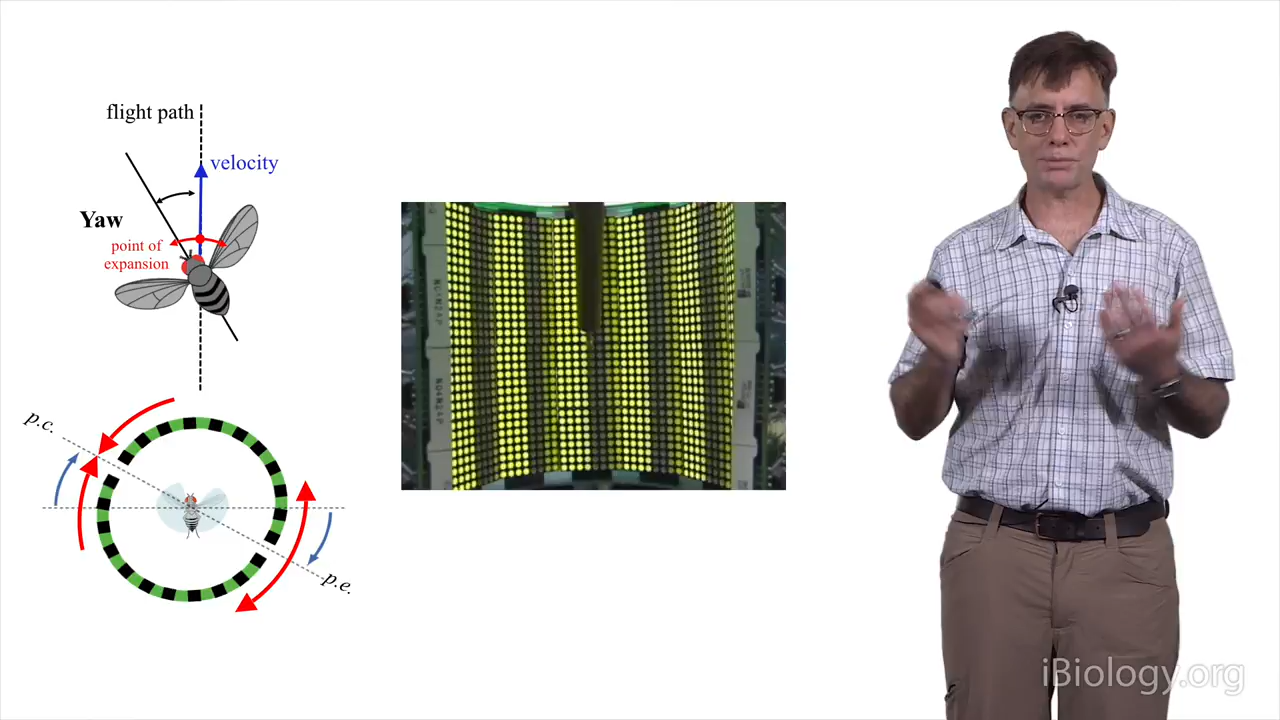 flight path
velocity
Yaw
point of
expansion
p.c.
p.e.
iBiology.org